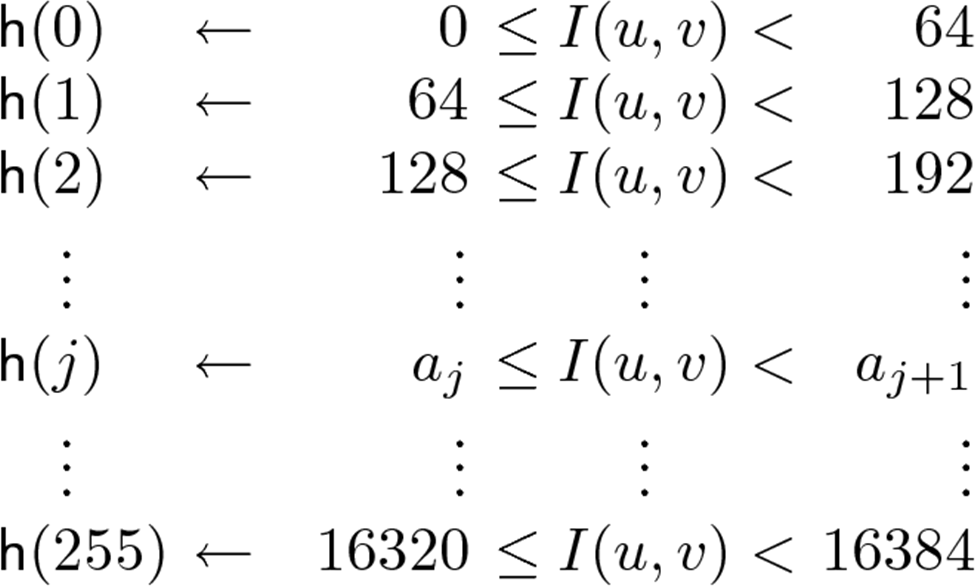 h(0) ← 0 ≤ I(u, v) < 64
h(1) ← 64 ≤ I(u, v) < 128
h(2) ← 128 ≤ I(u, v) < 192
⋮ ⋮ ⋮ ⋮
h(j) ← a_j ≤ I(u, v) < a_{j+1}
⋮ ⋮ ⋮ ⋮
h(255) ← 16320 ≤ I(u, v) < 16384